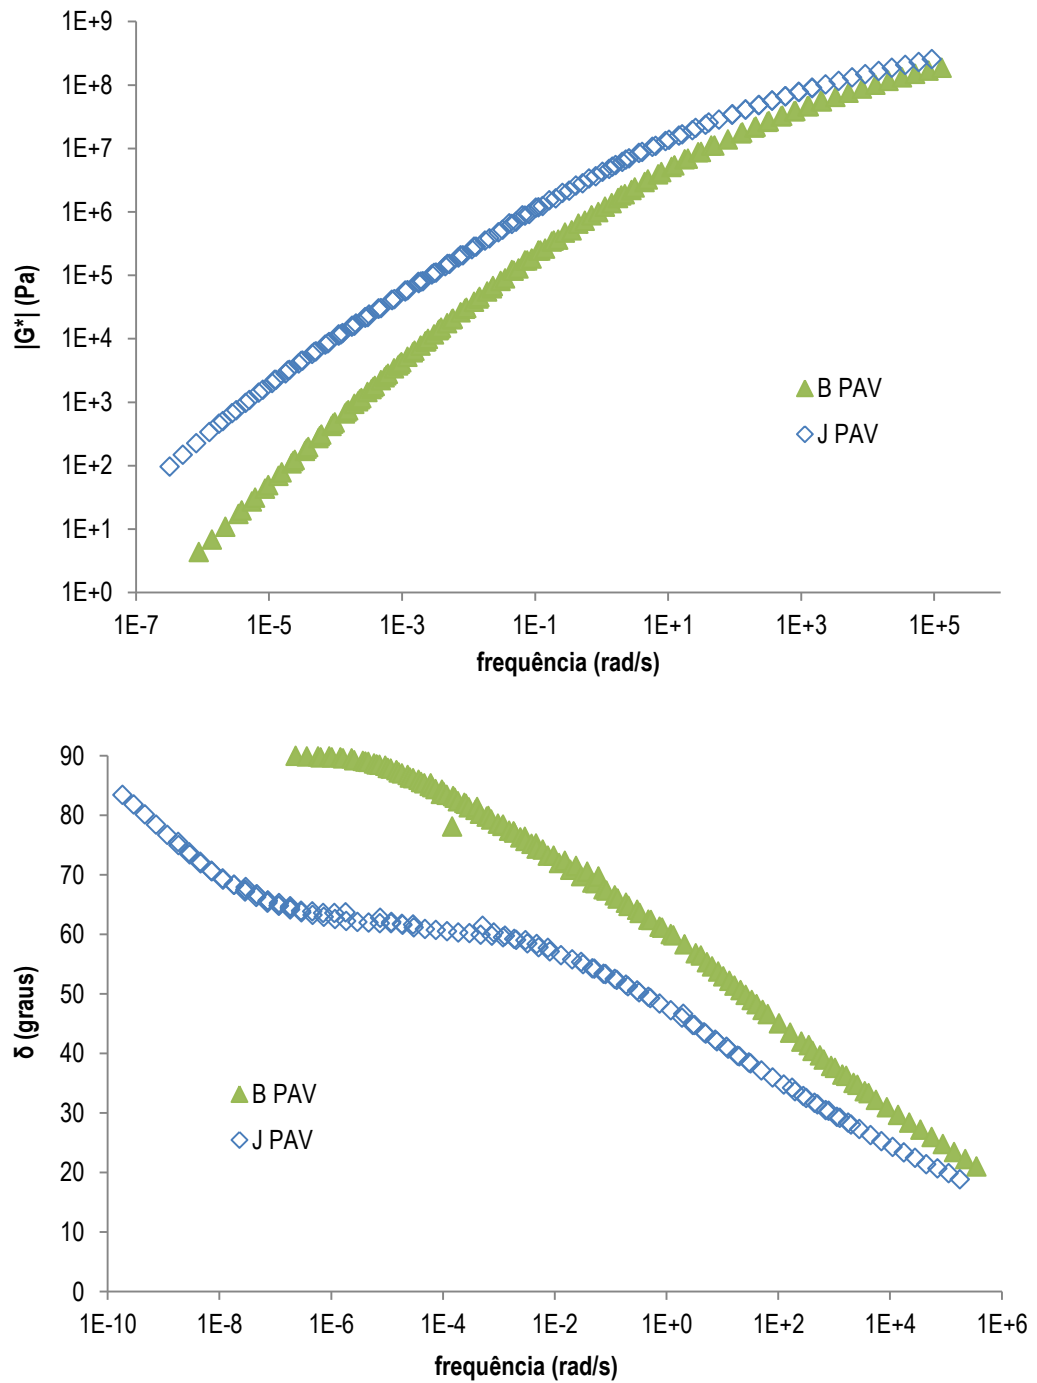 1E+9
1E+8
1E+7
1E+6
1E+5
1E+4
1E+3
1E+2
1E+1
1E+0
|G*| (Pa)
B PAV
J PAV
1E-7 1E-5 1E-3 1E-1 1E+1 1E+3 1E+5
frequência (rad/s)
90
80
70
60
50
40
30
20
10
0
δ (graus)
B PAV
J PAV
1E-10 1E-8 1E-6 1E-4 1E-2 1E+0 1E+2 1E+4 1E+6
frequência (rad/s)